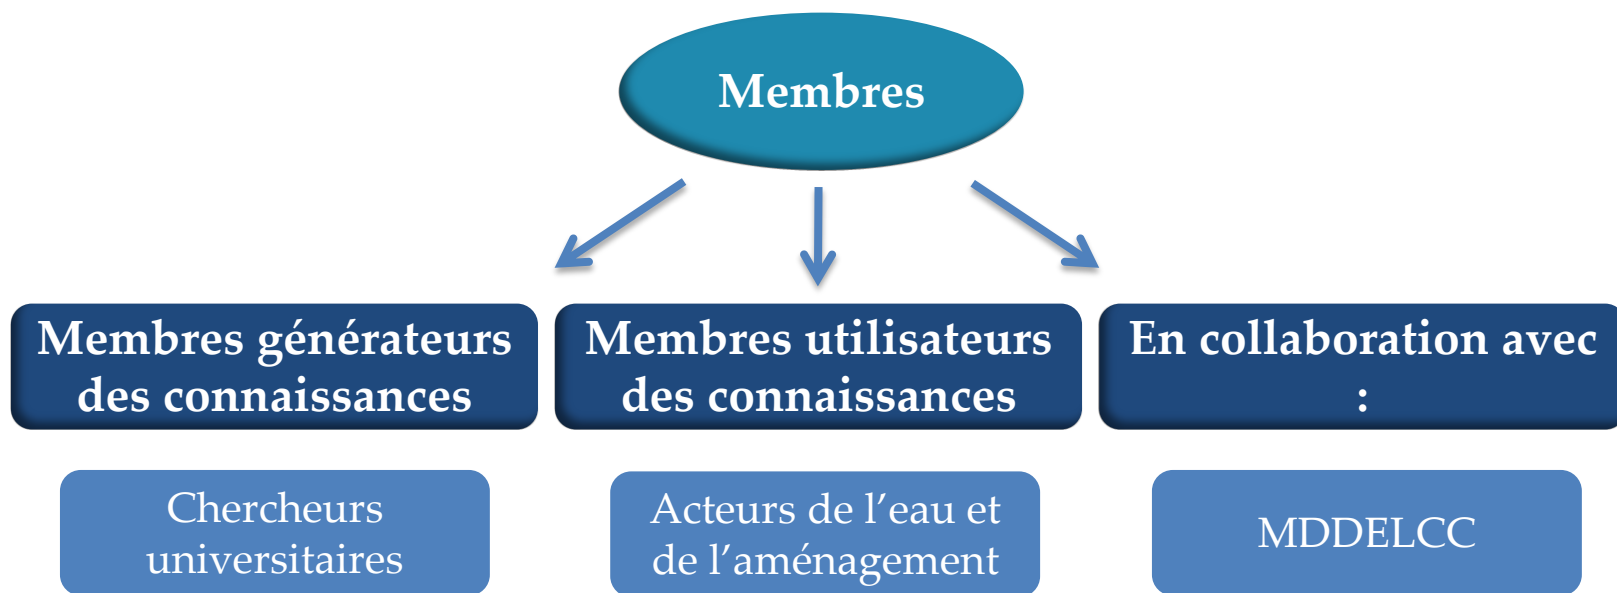 Membres
Membres générateurs
des connaissances
Membres utilisateurs
des connaissances
En collaboration avec
:
Chercheurs
universitaires
Acteurs de l’eau et
de l’aménagement
MDDELCC